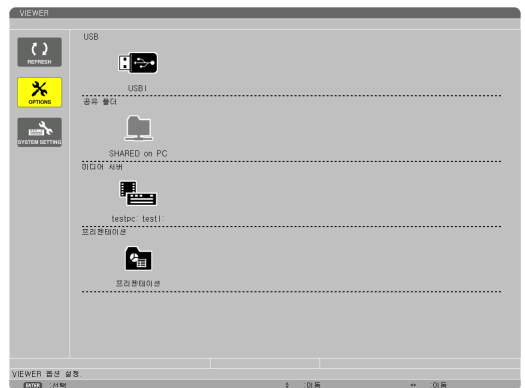 VIEWER
REFRESH
OPTIONS
SYSTEM SETTING
USB
USB1
공유 폴더
SHARED on PC
미디어 서버
testpc: test1:
프리젠테이션
프리젠테이션
VIEWER 옵션 설정.
ENTER :선택 :이동 :이동